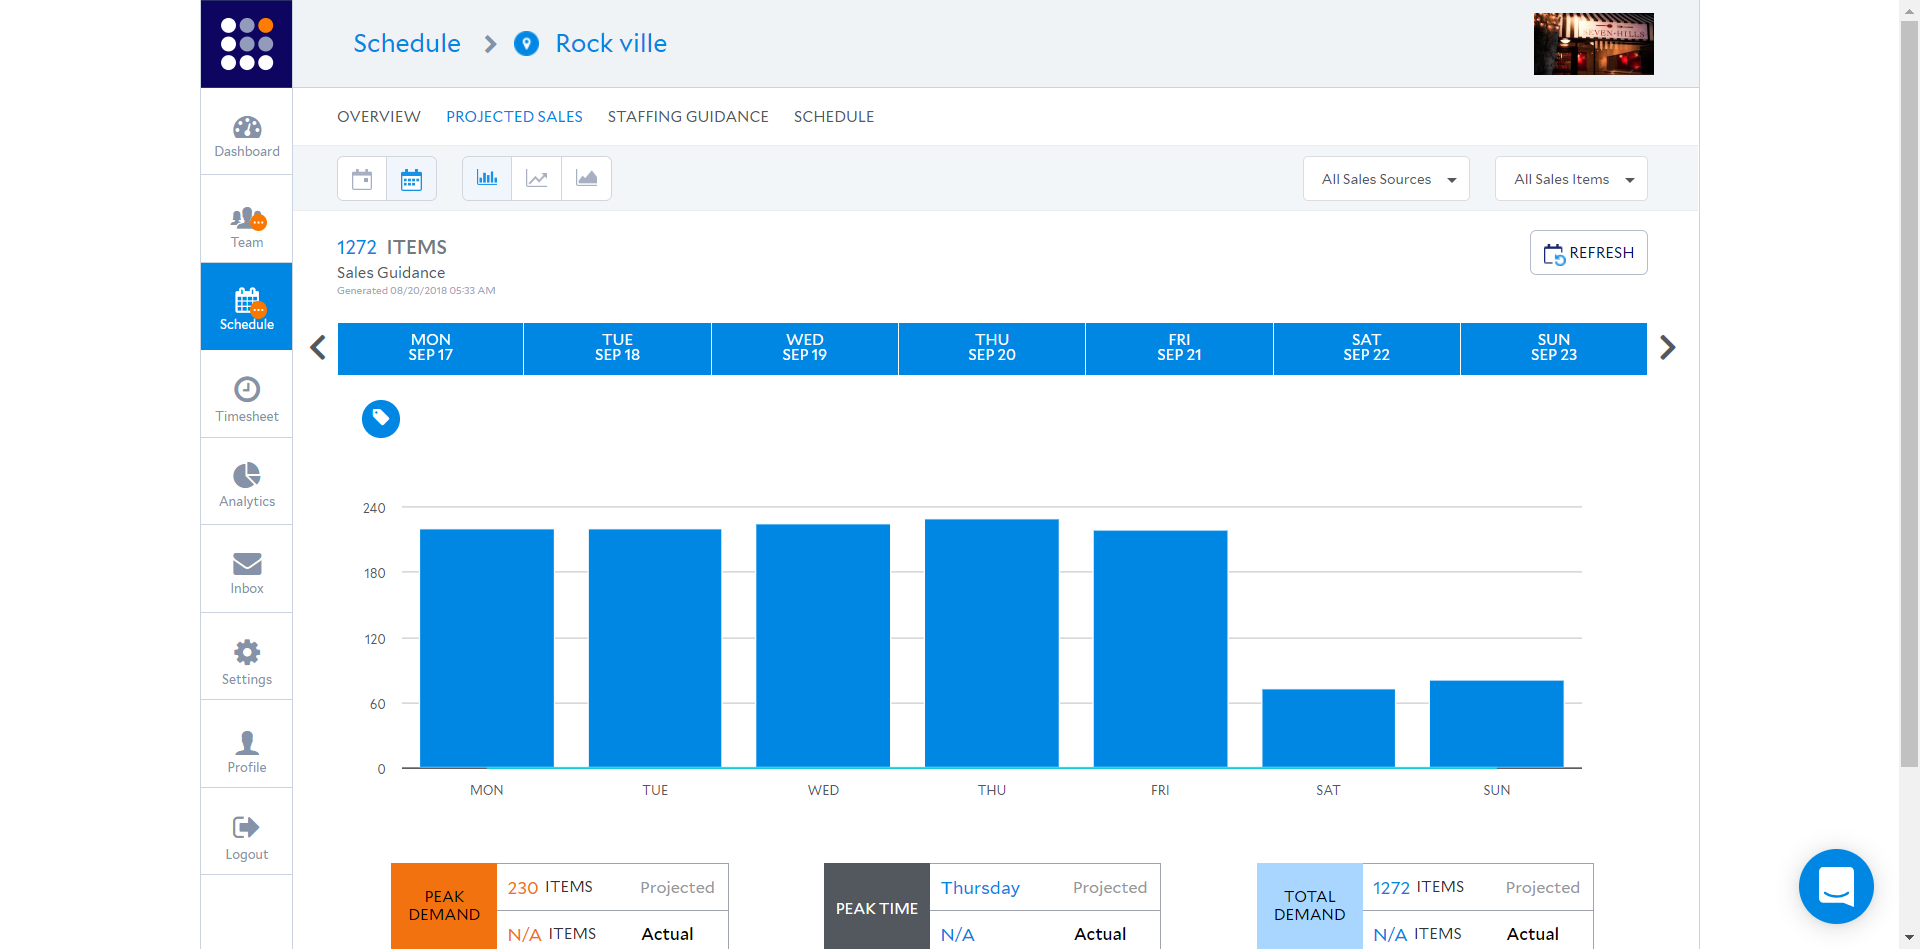 Schedule > Rock ville
SEVEN·HILLS
OVERVIEW PROJECTED SALES STAFFING GUIDANCE SCHEDULE
All Sales Sources All Sales Items
Dashboard
Team
Schedule
Timesheet
Analytics
Inbox
Settings
Profile
Logout
1272 ITEMS
Sales Guidance
Generated 08/20/2018 05:33 AM
REFRESH
MON TUE WED THU FRI SAT SUN
SEP 17 SEP 18 SEP 19 SEP 20 SEP 21 SEP 22 SEP 23
240
180
120
60
0
MON TUE WED THU FRI SAT SUN
PEAK DEMAND
230 ITEMS Projected
N/A ITEMS Actual
PEAK TIME
Thursday Projected
N/A Actual
TOTAL DEMAND
1272 ITEMS Projected
N/A ITEMS Actual